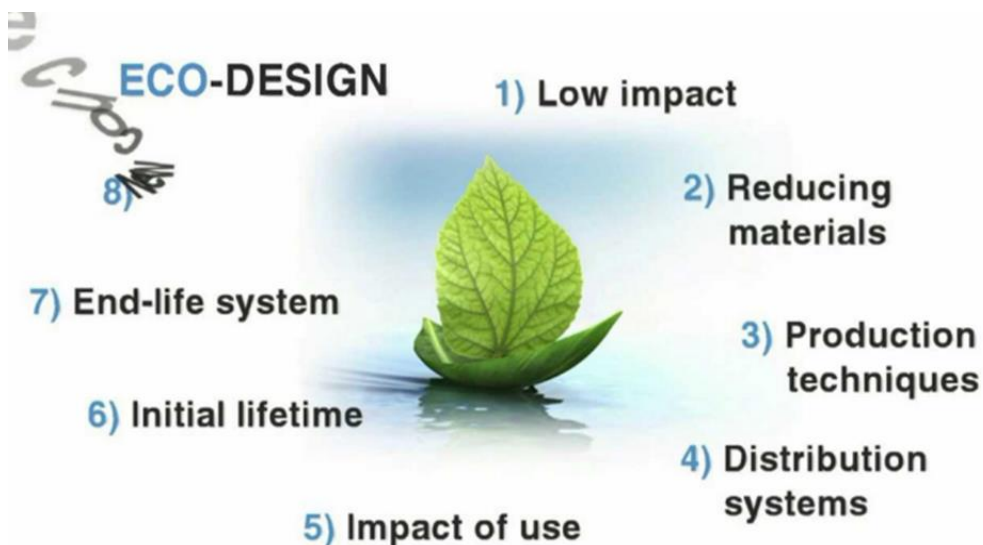 ECO-DESIGN
1) Low impact
2) Reducing
materials
3) Production
techniques
4) Distribution
systems
5) Impact of use
6) Initial lifetime
7) End-life system
8)